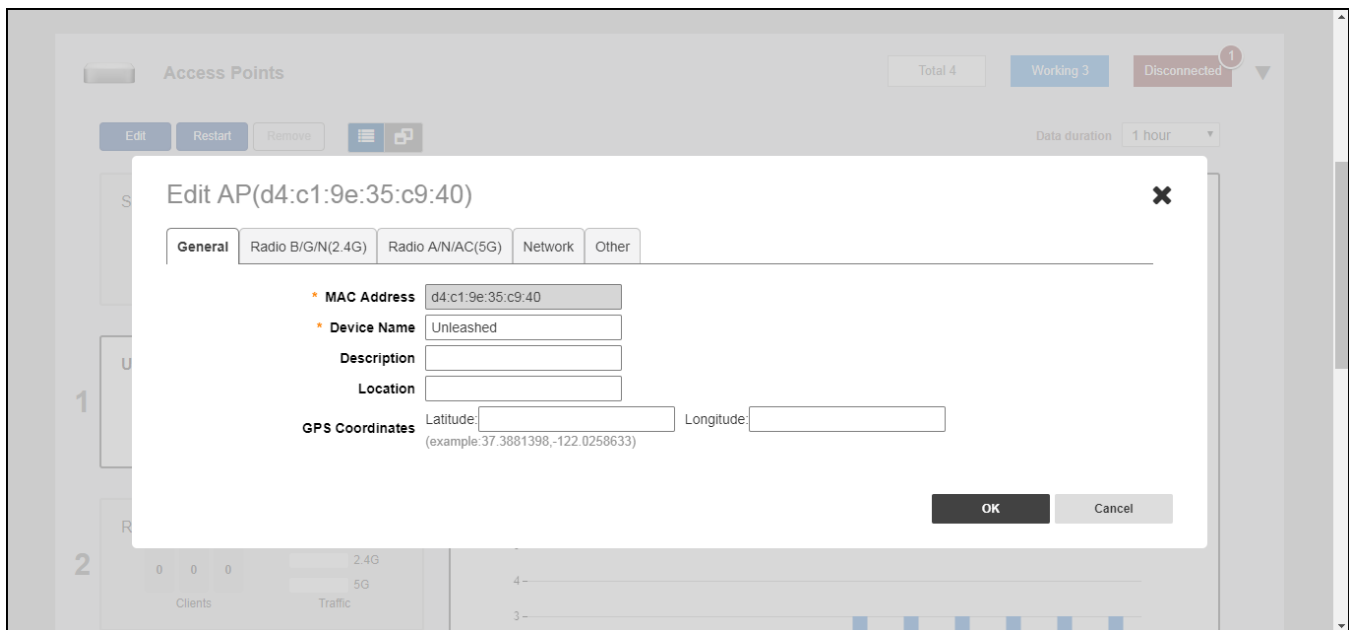 Access Points
Total 4
Working 3
Disconnected
1
Edit
Restart
Remove
Data duration
1 hour
Edit AP(d4:c1:9e:35:c9:40)
General
Radio B/G/N(2.4G)
Radio A/N/AC(5G)
Network
Other
* MAC Address d4:c1:9e:35:c9:40
* Device Name Unleashed
Description
Location
GPS Coordinates Latitude: Longitude:
(example:37.3881398,-122.0258633)
OK
Cancel
S
U
1
R
2
0 0 0
Clients
2.4G
5G
Traffic
4
3